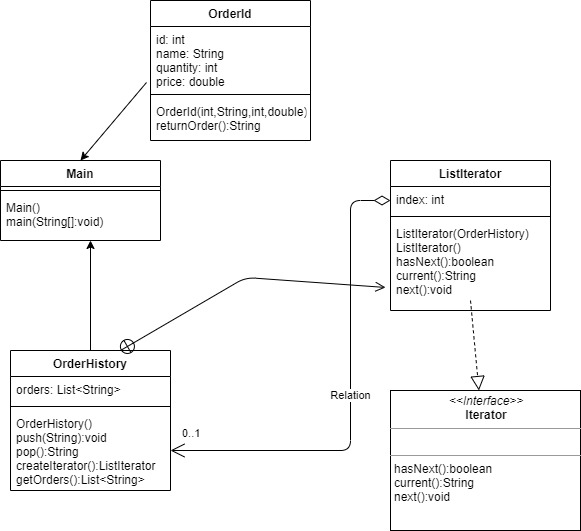 OrderId
id: int
name: String
quantity: int
price: double
OrderId(int,String,int,double)
returnOrder():String
Main
Main()
main(String[]:void)
ListIterator
index: int
ListIterator(OrderHistory)
ListIterator()
hasNext():boolean
current():String
next():void
OrderHistory
orders: List<String>
OrderHistory()
push(String):void
pop():String
createIterator():ListIterator
getOrders():List<String>
Relation
0..1
<<Interface>>
Iterator
hasNext():boolean
current():String
next():void